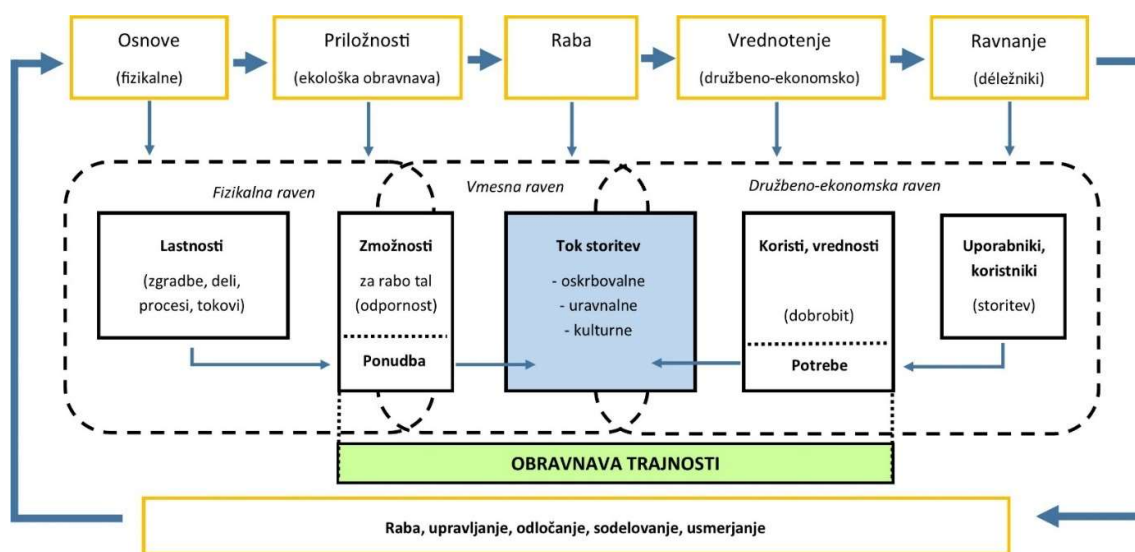 Osnove
(fizikalne)
Priložnosti
(ekološka obravnava)
Raba
Vrednotenje
(družbeno-ekonomsko)
Ravnanje
(déležniki)
Fizikalna raven
Vmesna raven
Družbeno-ekonomska raven
Lastnosti
(zgradbe, deli,
procesi, tokovi)
Zmožnosti
za rabo tal
(odpornost)
Ponudba
Tok storitev
- oskrbovalne
- uravnalne
- kulturne
Koristi, vrednosti
(dobrobit)
Potrebe
Uporabniki,
koristniki
(storitev)
OBRAVNAVA TRAJNOSTI
Raba, upravljanje, odločanje, sodelovanje, usmerjanje